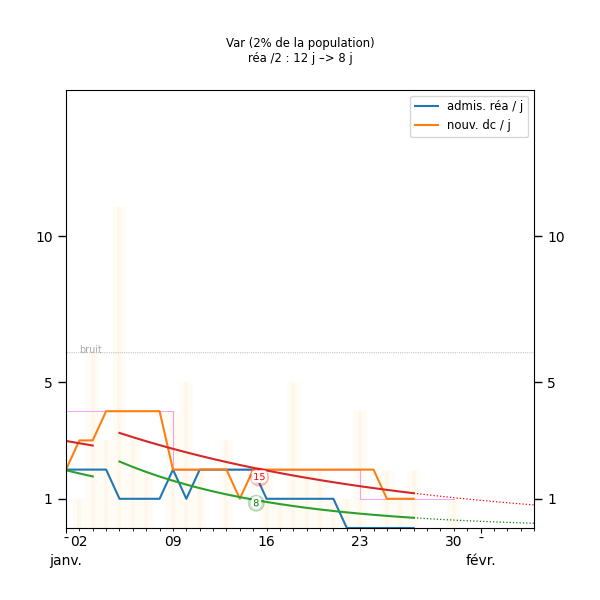 Var (2% de la population)
réa /2 : 12 j –> 8 j
admis. réa / j
nouv. dc / j
10
10
bruit
5
5
15
8
1
1
02
09
16
23
30
janv.
févr.